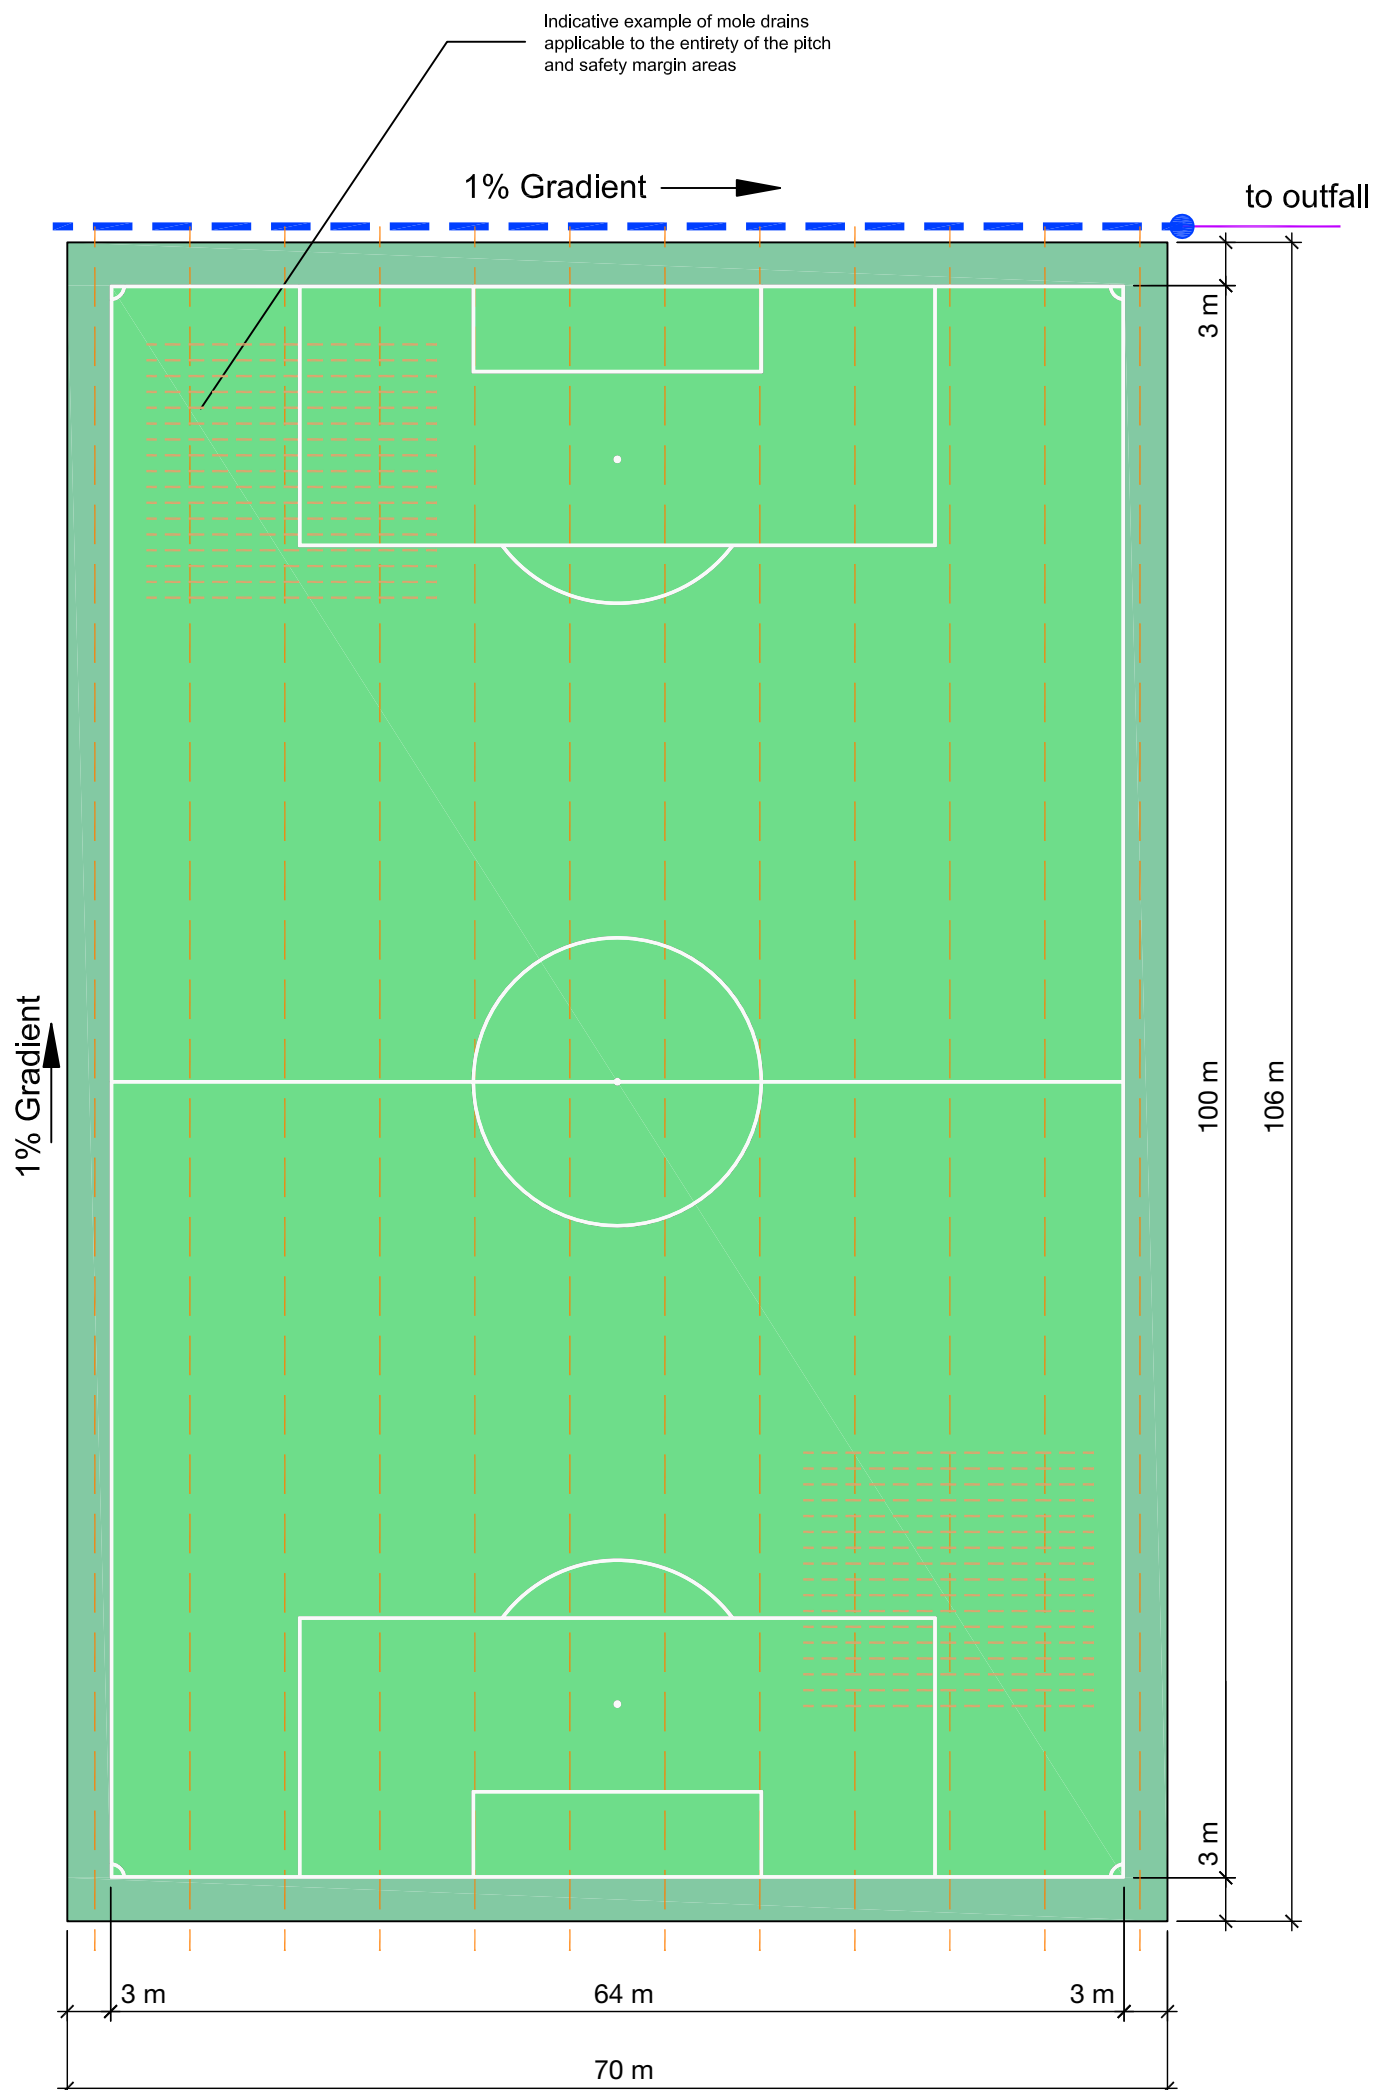 Indicative example of mole drains
applicable to the entirety of the pitch
and safety margin areas
1% Gradient
to outfall
3 m
1% Gradient
100 m
106 m
3 m
3 m
64 m
3 m
70 m